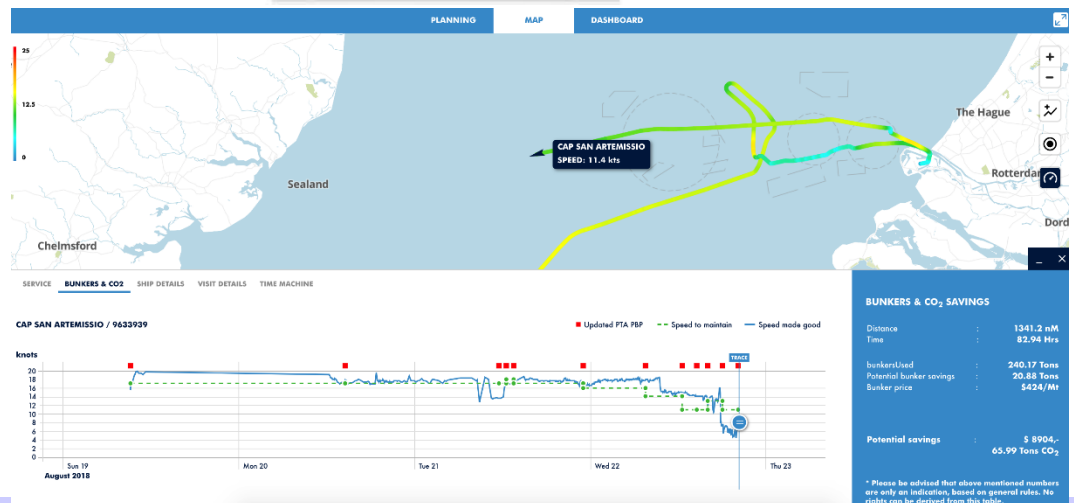 PLANNING MAP DASHBOARD
25
12.5
0
The Hague
CAP SAN ARTEMISSIO
SPEED: 11.4 kts
Rotterdam
Sealand
Dord
Chelmsford
SERVICE BUNKERS & CO2 SHIP DETAILS VISIT DETAILS TIME MACHINE
CAP SAN ARTEMISSIO / 9633939
Updated PTA PBP Speed to maintain Speed made good
knots
TRACE
20
18
16
14
12
10
8
6
4
2
0
Sun 19 Mon 20 Tue 21 Wed 22 Thu 23
August 2018
BUNKERS & CO2 SAVINGS
Distance : 1341.2 nM
Time : 82.94 Hrs
bunkersUsed : 240.17 Tons
Potential bunker savings : 20.88 Tons
Bunker price : $424/Mt
Potential savings : $ 8904,-
65.99 Tons CO2
* Please be advised that above mentioned numbers
are only an indication, based on general rules. No
rights can be derived from this table.